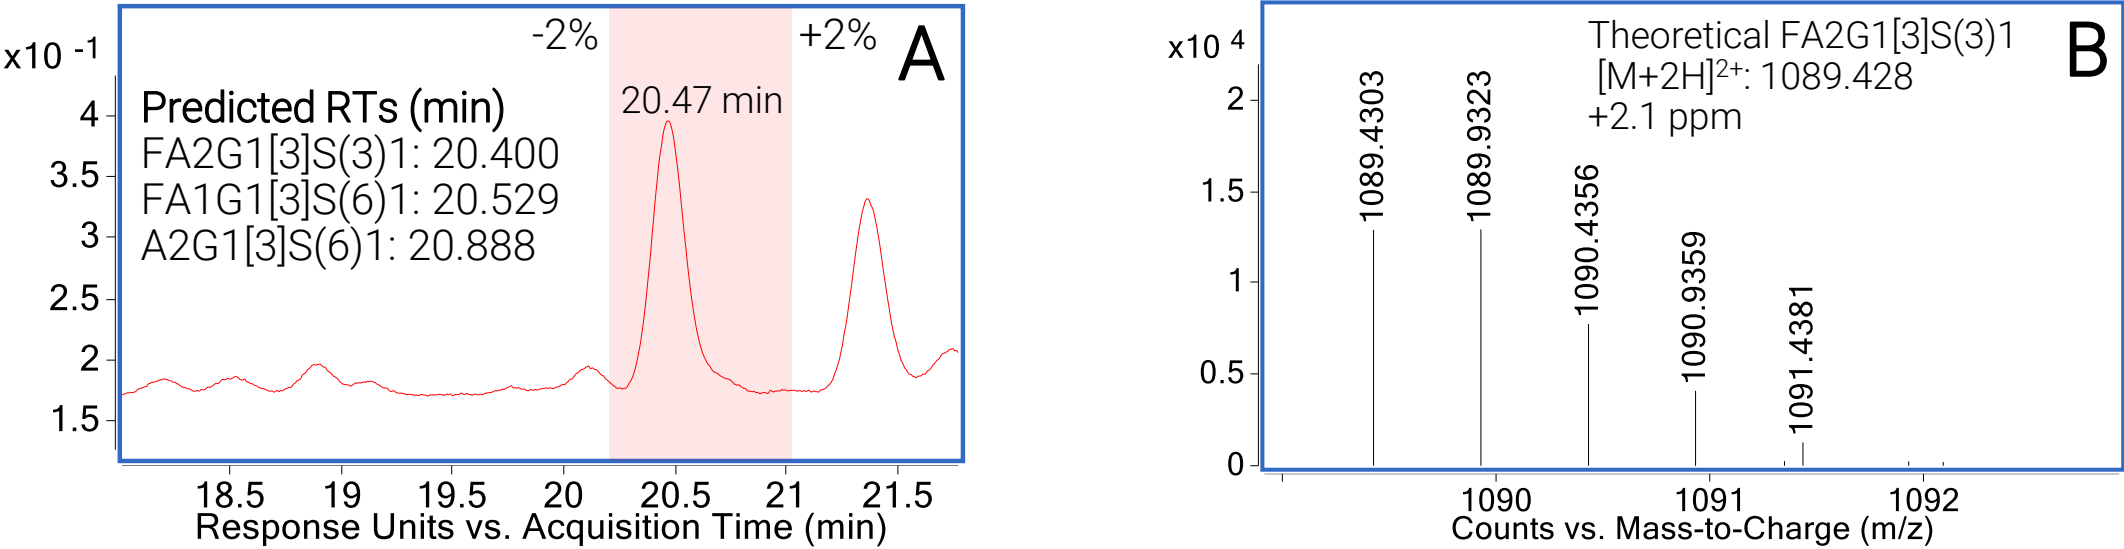 A
-2%
+2%
x10 -1
20.47 min
Predicted RTs (min)
FA2G1[3]S(3)1: 20.400
FA1G1[3]S(6)1: 20.529
A2G1[3]S(6)1: 20.888
4
3.5
3
2.5
2
1.5
18.5 19 19.5 20 20.5 21 21.5
Response Units vs. Acquisition Time (min)
B
x10 4
Theoretical FA2G1[3]S(3)1
[M+2H]2+: 1089.428
+2.1 ppm
2
1.5
1
0.5
0
1089.4303
1089.9323
1090.4356
1090.9359
1091.4381
1090 1091 1092
Counts vs. Mass-to-Charge (m/z)